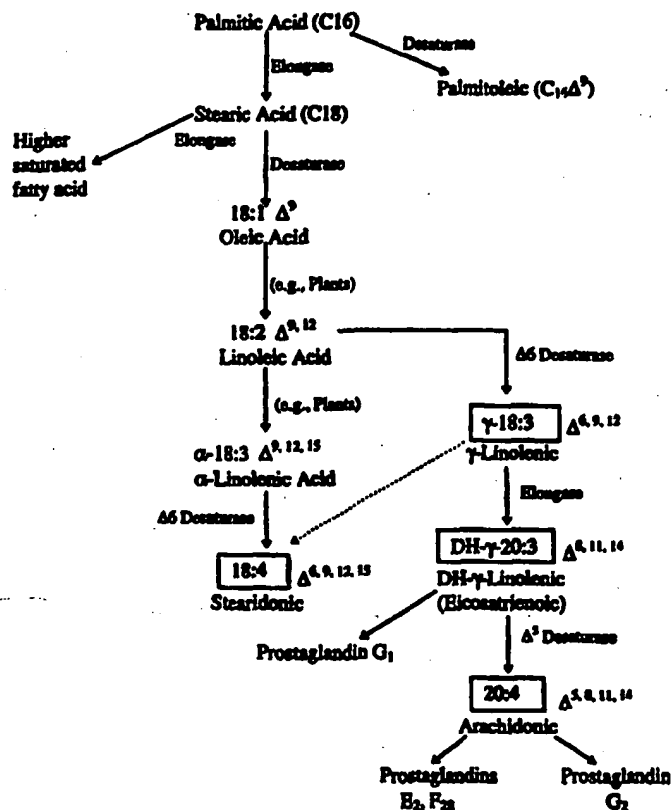 Palmitic Acid (C16)
Desaturase
Elongase
Palmitoleic (C14Δ9)
Stearic Acid (C18)
Elongase
Higher
saturated
fatty acid
Desaturase
18:1 Δ9
Oleic Acid
(e.g., Plants)
18:2 Δ9, 12
Linoleic Acid
Δ6 Desaturase
(e.g., Plants)
γ-18:3 Δ6, 9, 12
γ-Linolenic
α-18:3 Δ9, 12, 15
α-Linolenic Acid
Elongase
Δ6 Desaturase
DH-γ-20:3 Δ8, 11, 14
DH-γ-Linolenic
(Eicosatrienoic)
18:4 Δ6, 9, 12, 15
Stearidonic
Δ5 Desaturase
Prostaglandin G1
20:4 Δ5, 8, 11, 14
Arachidonic
Prostaglandins
E2, F2α
Prostaglandin
G2